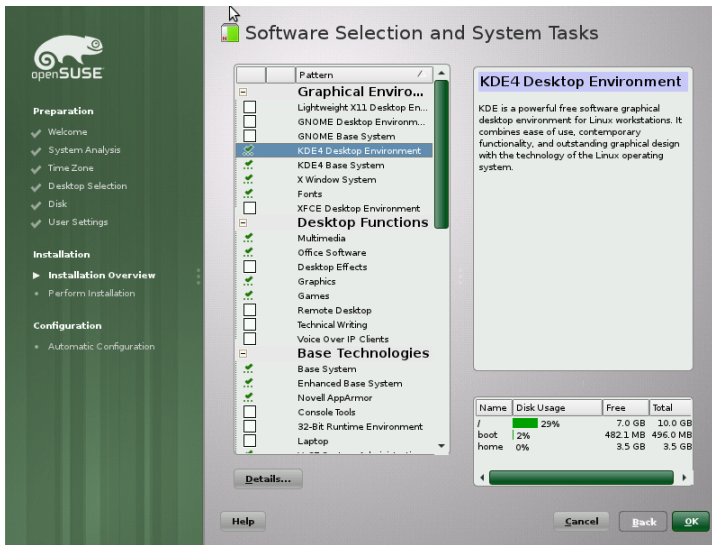 openSUSE
Preparation
Welcome
System Analysis
Time Zone
Desktop Selection
Disk
User Settings
Installation
Installation Overview
Perform Installation
Configuration
Automatic Configuration
Software Selection and System Tasks
Pattern
Graphical Enviro...
Lightweight X11 Desktop En...
GNOME Desktop Environm...
GNOME Base System
KDE4 Desktop Environment
KDE4 Base System
X Window System
Fonts
XFCE Desktop Environment
Desktop Functions
Multimedia
Office Software
Desktop Effects
Graphics
Games
Remote Desktop
Technical Writing
Voice Over IP Clients
Base Technologies
Base System
Enhanced Base System
Novell AppArmor
Console Tools
32-Bit Runtime Environment
Laptop
Details...
KDE4 Desktop Environment
KDE is a powerful free software graphical
desktop environment for Linux workstations. It
combines ease of use, contemporary
functionality, and outstanding graphical design
with the technology of the Linux operating
system.
Name Disk Usage Free Total
/ 29% 7.0 GB 10.0 GB
boot 2% 482.1 MB 496.0 MB
home 0% 3.5 GB 3.5 GB
Help
Cancel
Back
OK